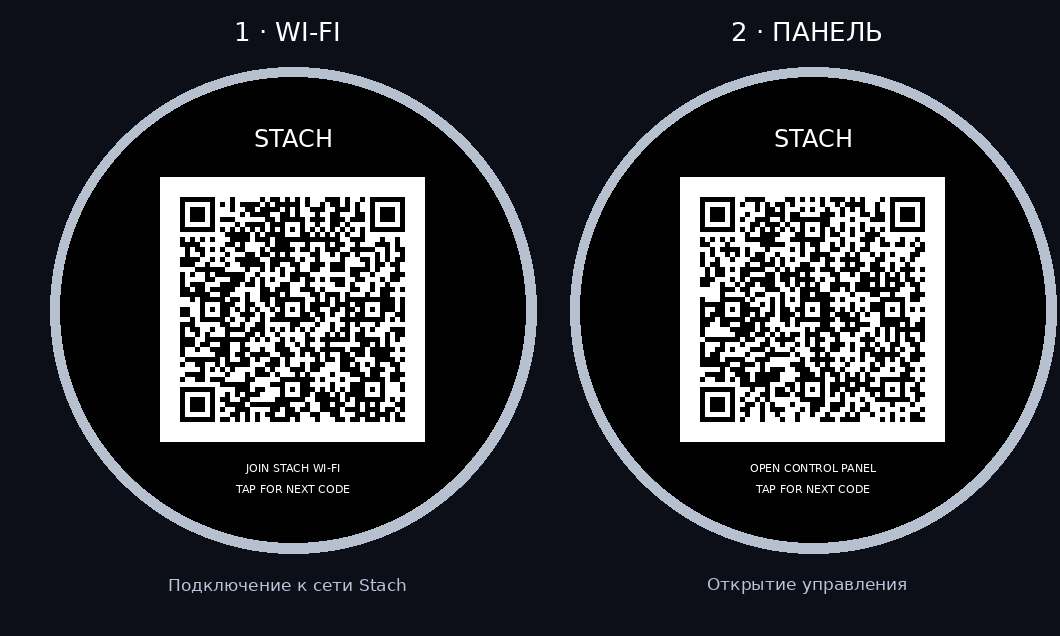 1 · WI-FI
STACH
JOIN STACH WI-FI
TAP FOR NEXT CODE
Подключение к сети Stach
2 · ПАНЕЛЬ
STACH
OPEN CONTROL PANEL
TAP FOR NEXT CODE
Открытие управления